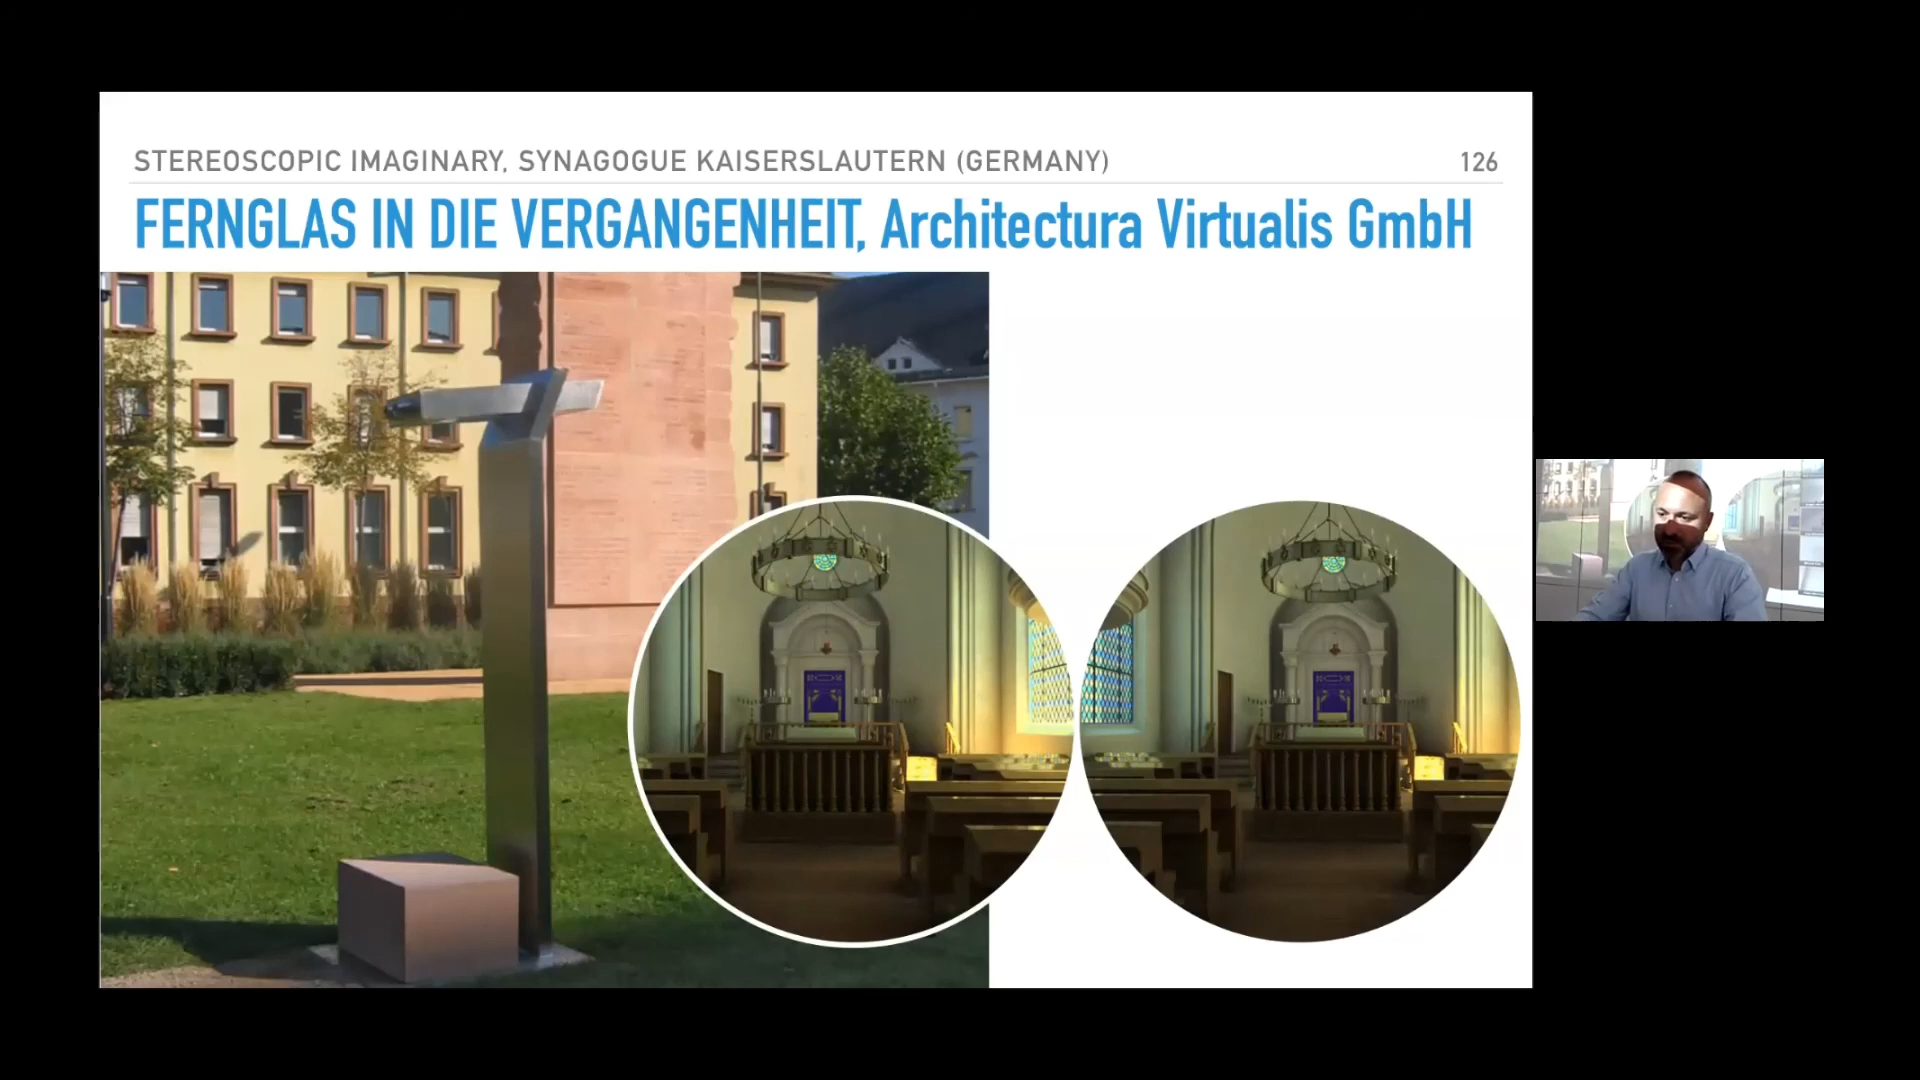 STEREOSCOPIC IMAGINARY, SYNAGOGUE KAISERSLAUTERN (GERMANY)
126
FERNGLAS IN DIE VERGANGENHEIT, Architectura Virtualis GmbH